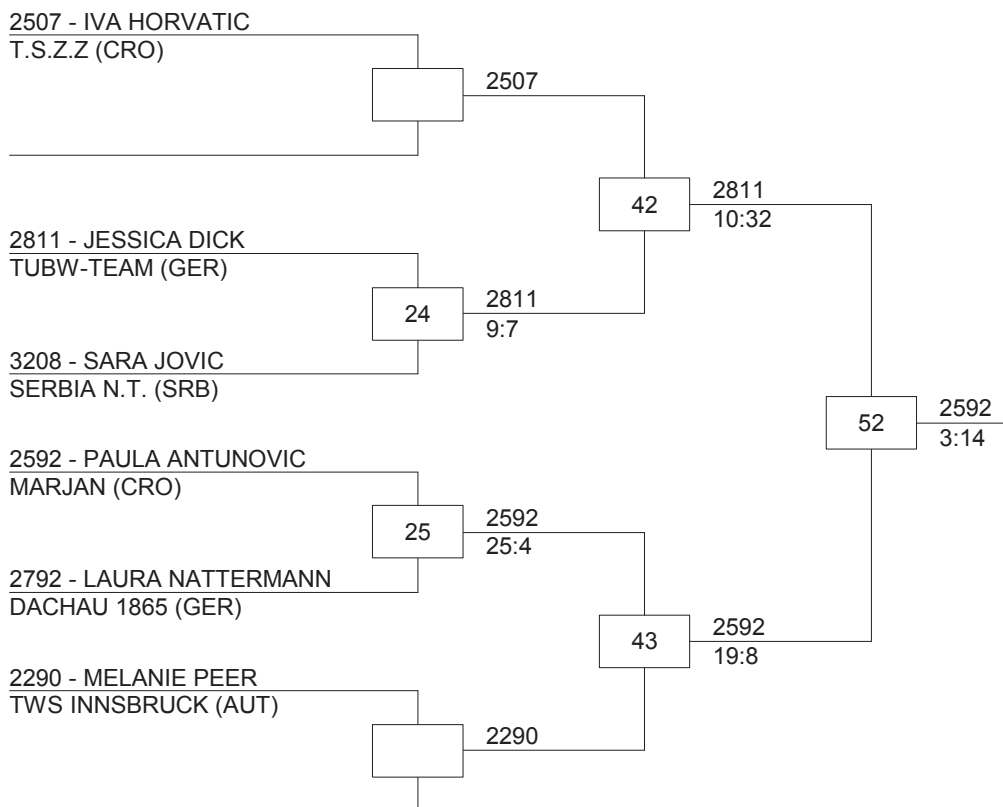 2507 - IVA HORVATIC
T.S.Z.Z (CRO)
2507
42
2811
10:32
2811 - JESSICA DICK
TUBW-TEAM (GER)
24
2811
9:7
3208 - SARA JOVIC
SERBIA N.T. (SRB)
52
2592
3:14
2592 - PAULA ANTUNOVIC
MARJAN (CRO)
25
2592
25:4
2792 - LAURA NATTERMANN
DACHAU 1865 (GER)
43
2592
19:8
2290 - MELANIE PEER
TWS INNSBRUCK (AUT)
2290